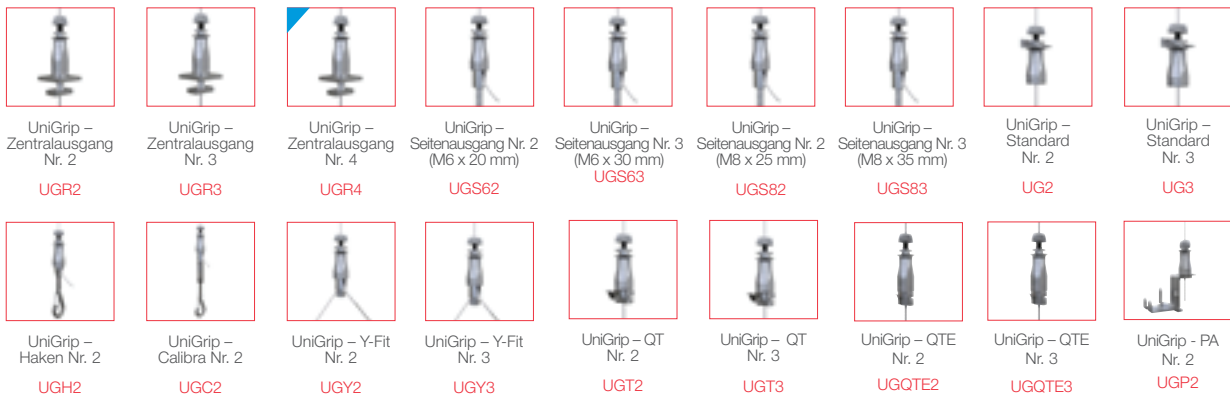 UniGrip –
Zentralausgang
Nr. 2
UGR2
UniGrip –
Zentralausgang
Nr. 3
UGR3
UniGrip –
Zentralausgang
Nr. 4
UGR4
UniGrip –
Seitenausgang Nr. 2
(M6 x 20 mm)
UGS62
UniGrip –
Seitenausgang Nr. 3
(M6 x 30 mm)
UGS63
UniGrip –
Seitenausgang Nr. 2
(M8 x 25 mm)
UGS82
UniGrip –
Seitenausgang Nr. 3
(M8 x 35 mm)
UGS83
UniGrip –
Standard
Nr. 2
UG2
UniGrip –
Standard
Nr. 3
UG3
UniGrip –
Haken Nr. 2
UGH2
UniGrip –
Calibra Nr. 2
UGC2
UniGrip – Y-Fit
Nr. 2
UGY2
UniGrip – Y-Fit
Nr. 3
UGY3
UniGrip – QT
Nr. 2
UGT2
UniGrip – QT
Nr. 3
UGT3
UniGrip – QTE
Nr. 2
UGQTE2
UniGrip – QTE
Nr. 3
UGQTE3
UniGrip - PA
Nr. 2
UGP2